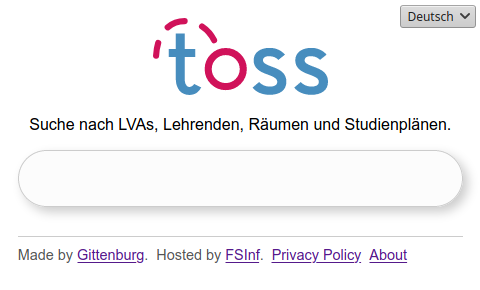 Deutsch
toss
Suche nach LVAs, Lehrenden, Räumen und Studienplänen.
Made by Gittenburg. Hosted by FSInf. Privacy Policy About